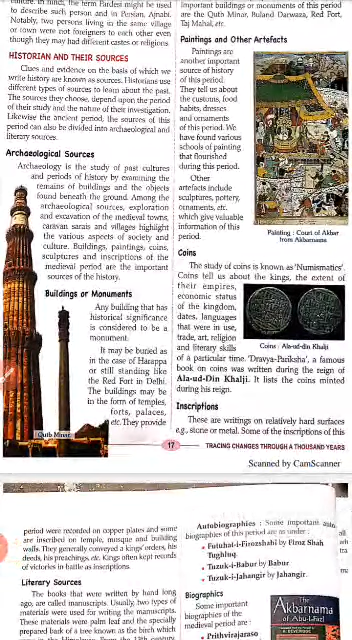 culture. In hindi, the term Pardesi might be used
to describe such person and in Persian, Ajnabi.
Notably, two persons living in the same village
or town were not foreigners to each other even
though they may had different castes or religions.
HISTORIAN AND THEIR SOURCES
Clues and evidences on the basis of which we
write history are known as sources. Historians use
different types of sources to learn about the past.
The sources they choose, depend upon the period
of their study and the nature of their investigation.
Likewise the ancient period, the sources of this
period can also be divided into archaeological and
literary sources.
Archaeological Sources
Archaeology is the study of past cultures
and periods of history by examining the
remains of buildings and the objects
found beneath the ground. Among the
archaeological sources, exploration
and excavation of the medieval towns,
caravan sarais and villages highlight
the various aspects of society and
culture. Buildings, paintings, coins,
sculptures and inscriptions of the
medieval period are the important
sources of the history.
Buildings or Monuments
Any building that has
historical significance
is considered to be a
monument.
It may be buried as
in the case of Harappa
or still standing like
the Red Fort in Delhi.
The buildings may be
in the form of temples,
forts, palaces,
etc. They provide
Qutb Minar
important buildings or monuments of this period
are the Qutb Minar, Buland Darwaza, Red Fort,
Taj Mahal, etc.
Paintings and Other Artefacts
Paintings are
another important
source of history
of this period.
They tell us about
the customs, food
habits, dresses
and ornaments
of this period. We
have found various
schools of painting
that flourished
during this period.
Other
artefacts include
sculptures, pottery,
ornaments, etc.
which give valuable
information of this
period.
Painting : Court of Akbar
from Akbarnama
Coins
The study of coins is known as 'Numismatics'.
Coins tell us about the kings, the extent of
their empires,
economic status
of the kingdom,
dates, languages
that were in use,
trade, art, religion
and literary skills
Coins : Ala-ud-din Khalji
of a particular time. 'Dravya-Pariksha', a famous
book on coins was written during the reign of
Ala-ud-Din Khalji. It lists the coins minted
during his reign.
Inscriptions
These are writings on relatively hard surfaces
e.g., stone or metal. Some of the inscriptions of this
17 TRACING CHANGES THROUGH A THOUSAND YEARS
Scanned by CamScanner
period were recorded on copper plates and some
are inscribed on temple, mosque and building
walls. They generally conveyed a kings' orders, his
deeds, his preachings, etc. Kings often kept records
of victories in battle as inscriptions.
Literary Sources
The books that were written by hand long
ago, are called manuscripts. Usually, two types of
materials were used for writing the manuscripts.
These materials were palm leaf and the specially
prepared bark of a tree known as the birch which
Autobiographies : Some important auto
biographies of this period are as under :
• Futuhat-i-Firozshahi by Firoz Shah
Tughluq.
• Tuzuk-i-Babur by Babur
• Tuzuk-i-Jahangir by Jahangir.
Biographies
Some important
biographies of the
medieval period are :
• Prithvirajraso
The
Akbarnama
of Abu-l-Fazl